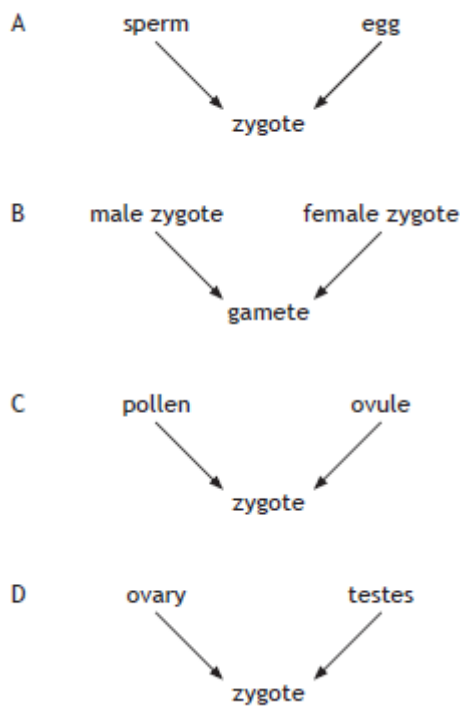 A sperm egg
zygote
B male zygote female zygote
gamete
C pollen ovule
zygote
D ovary testes
zygote